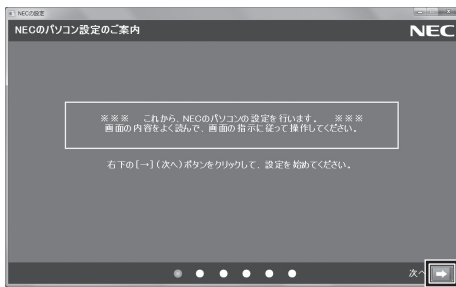 NECの設定
NECのパソコン設定のご案内
NEC
※※※　これから、NECのパソコンの設定を行います。　※※※
画面の内容をよく読んで、画面の指示に従って操作してください。
右下の[→](次へ)ボタンをクリックして、設定を始めてください。
次へ